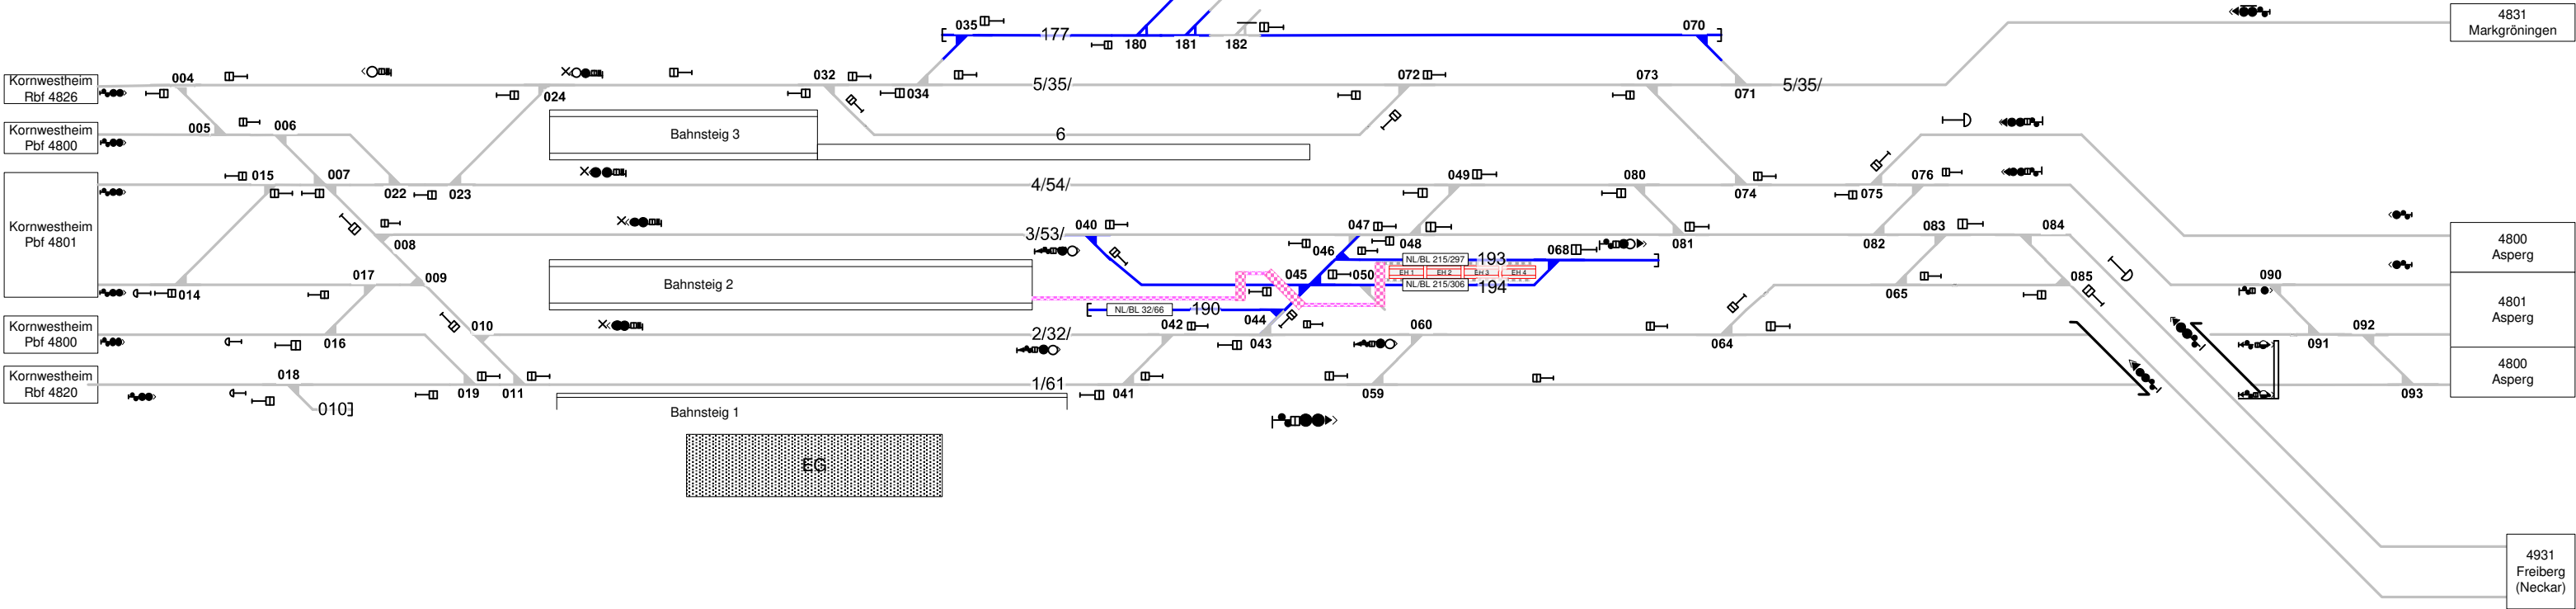 4831
Markgröningen
035
177
180
181
182
070
Kornwestheim
Rbf 4826
004
024
032
034
5/35/
072
073
071
5/35/
Kornwestheim
Pbf 4800
005
006
Bahnsteig 3
6
Kornwestheim
Pbf 4801
015
007
022
023
4/54/
049
080
074
075
076
008
3/53/
040
047
046
048
068
081
082
083
084
4800
Asperg
NL/BL 215/297
193
EH 1
EH 2
EH 3
EH 4
014
017
009
Bahnsteig 2
045
050
NL/BL 215/306
194
065
085
090
4801
Asperg
NL/BL 32/66
190
044
Kornwestheim
Pbf 4800
016
010
2/32/
042
043
060
064
091
092
4800
Asperg
Kornwestheim
Rbf 4820
018
010
019
011
1/61
041
059
093
Bahnsteig 1
EG
4931
Freiberg
(Neckar)